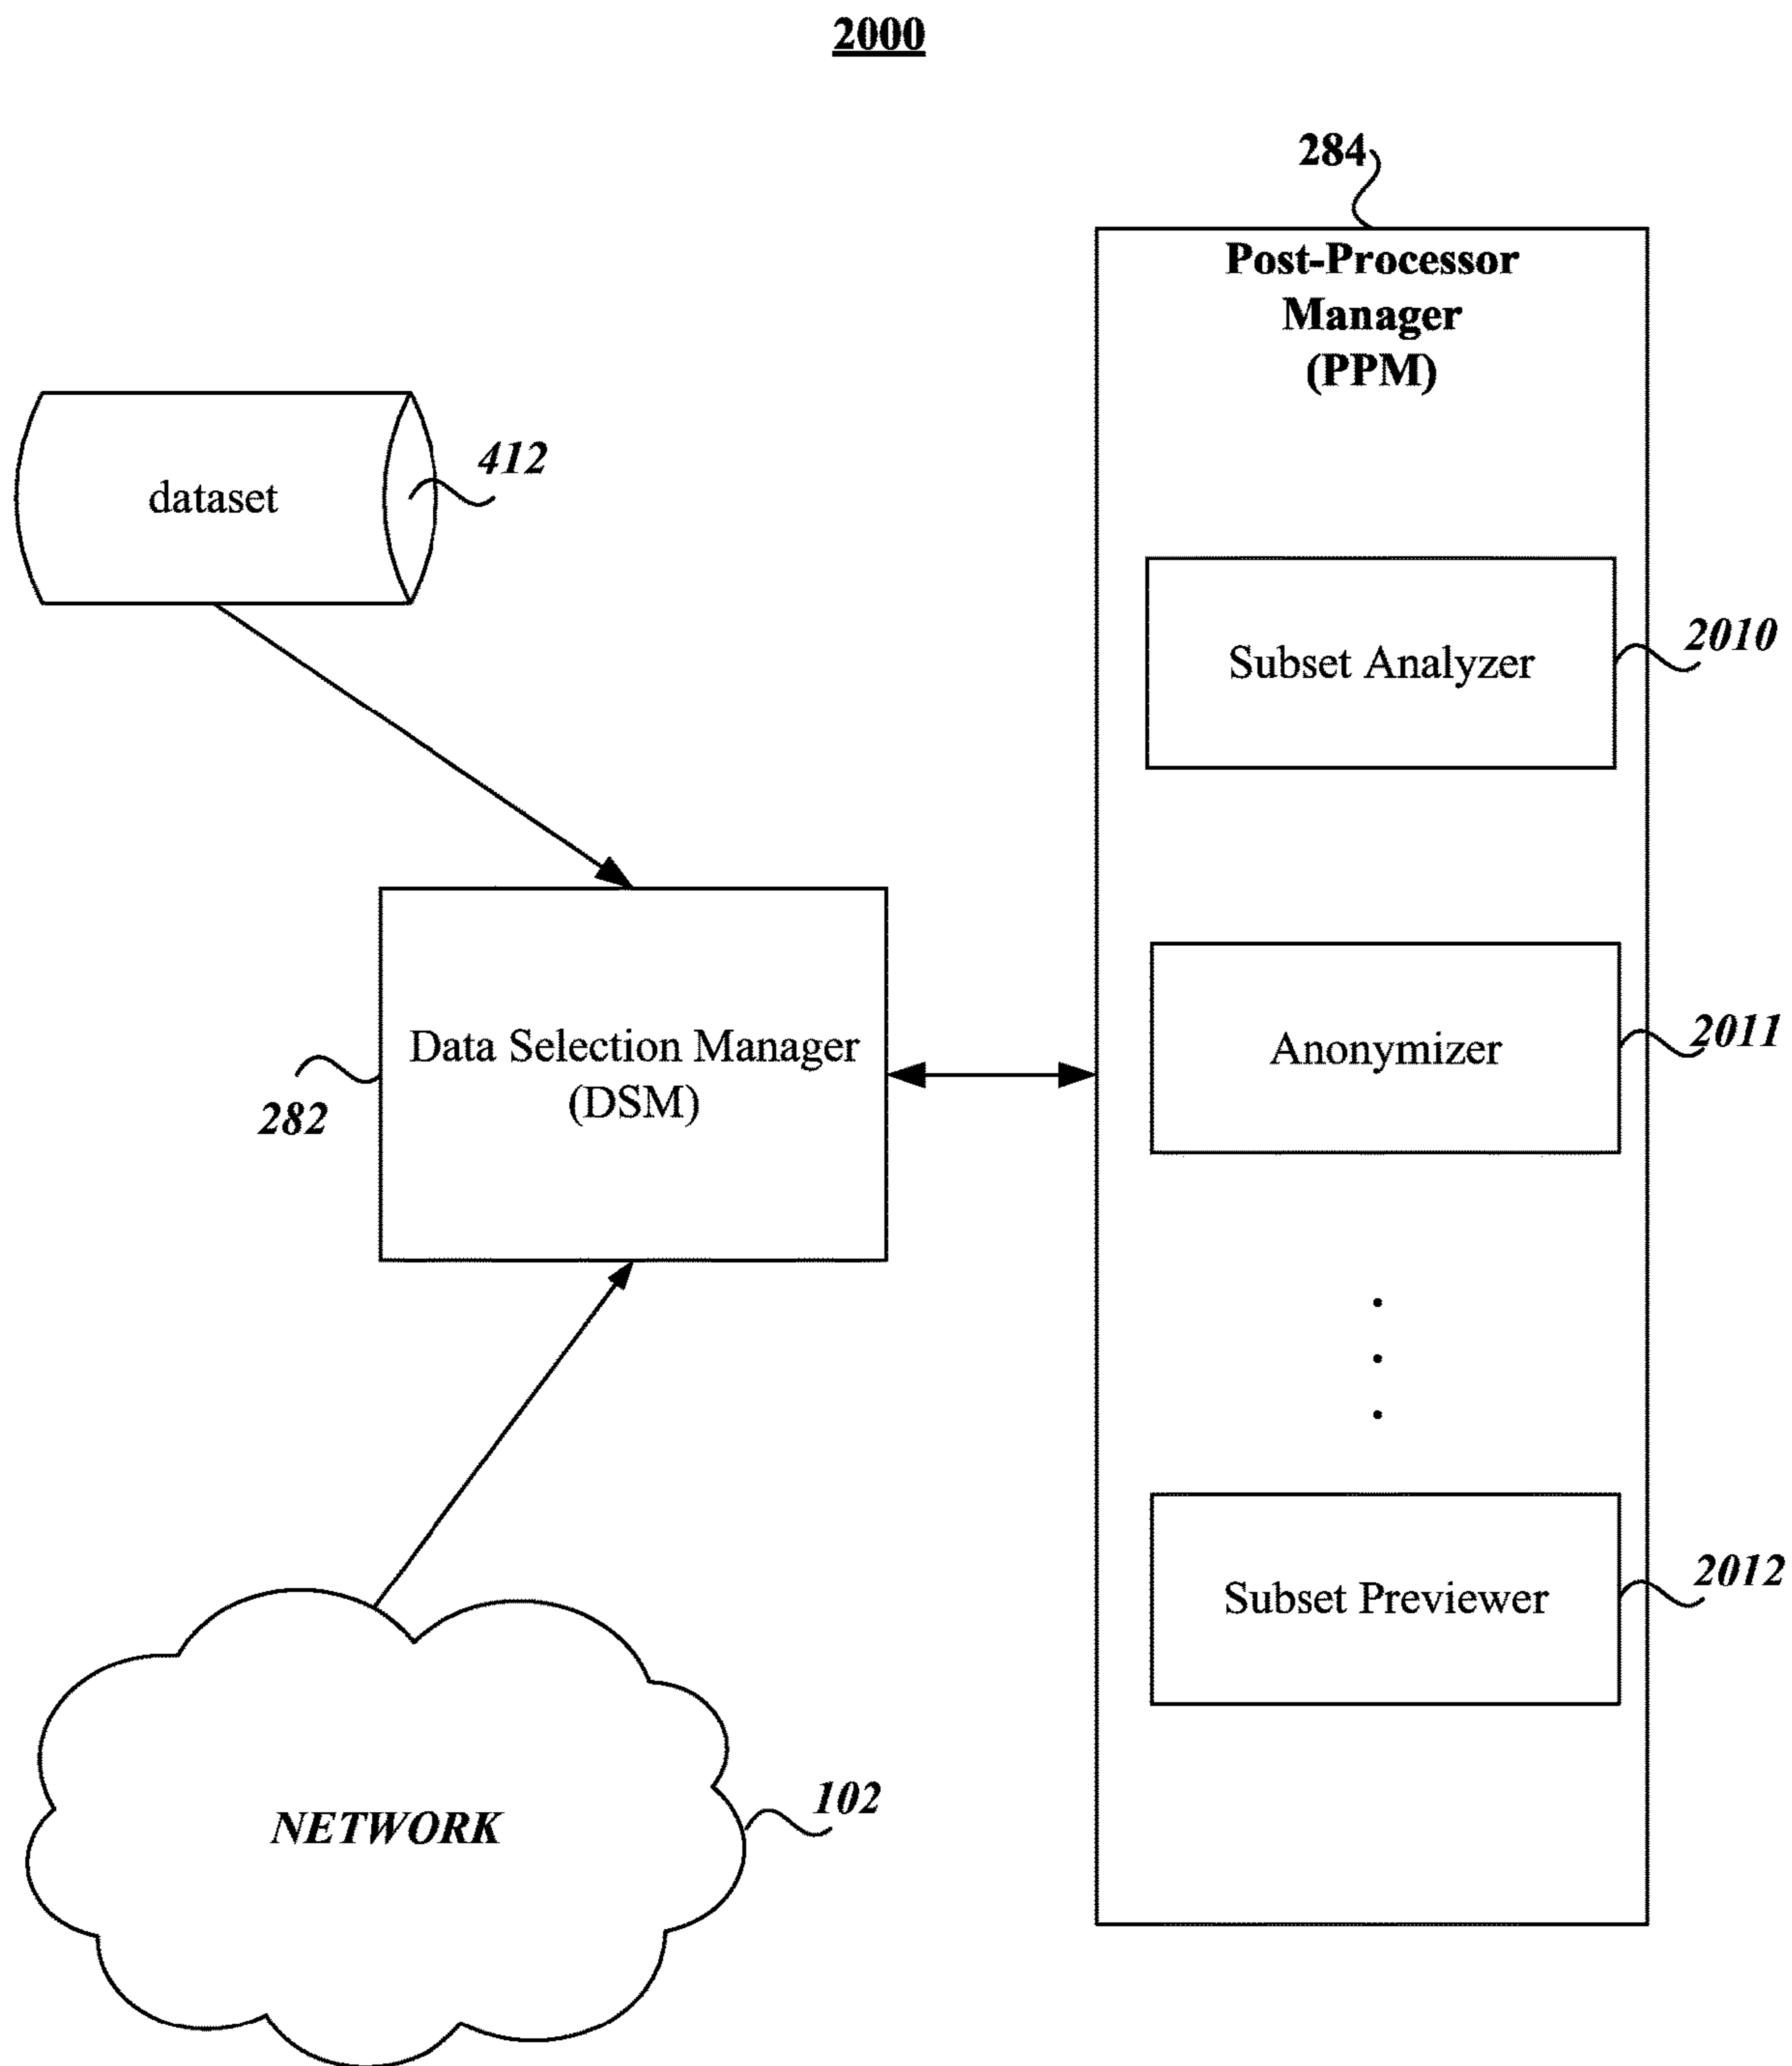 2000
284
Post-Processor
Manager
(PPM)
412
dataset
2010
Subset Analyzer
2011
Anonymizer
Data Selection Manager
(DSM)
282
2012
Subset Previewer
102
NETWORK